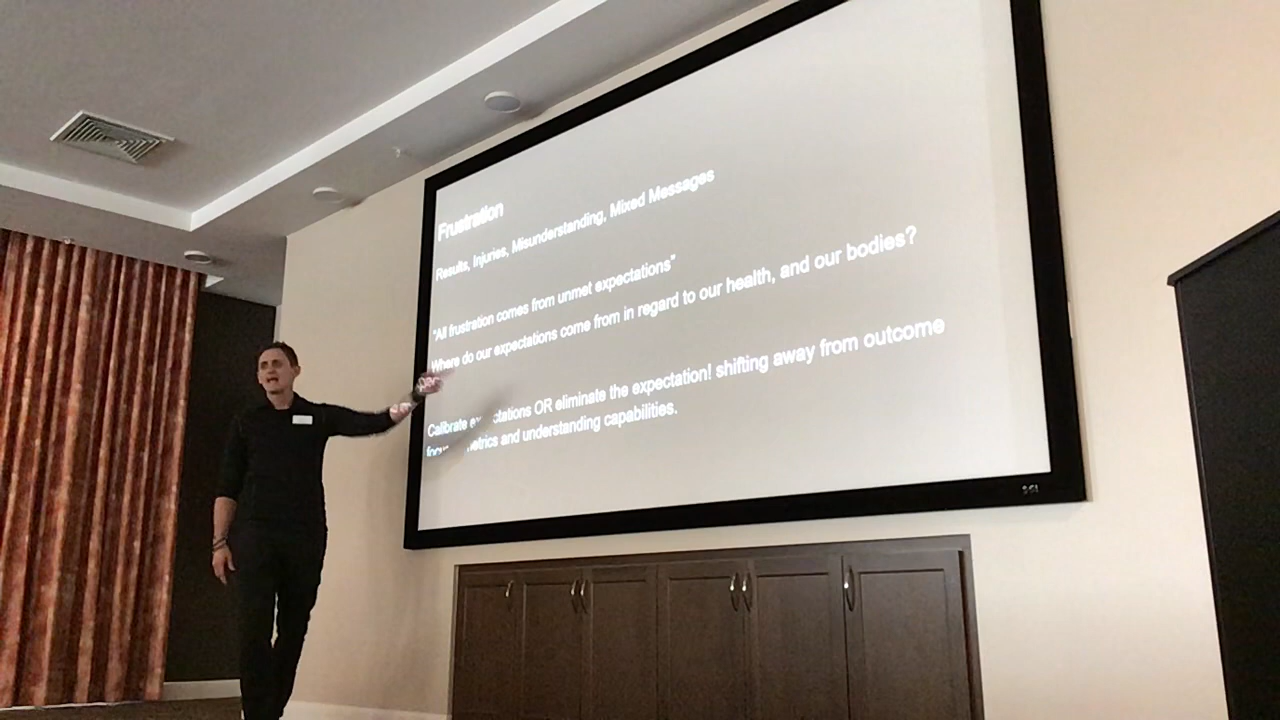 Frustration
Results, Injuries, Misunderstanding, Mixed Messages
"All frustration comes from unmet expectations"
Where do our expectations come from in regard to our health, and our bodies?
Calibrate OR eliminate the expectation! shifting away from outcome
and understanding capabilities.